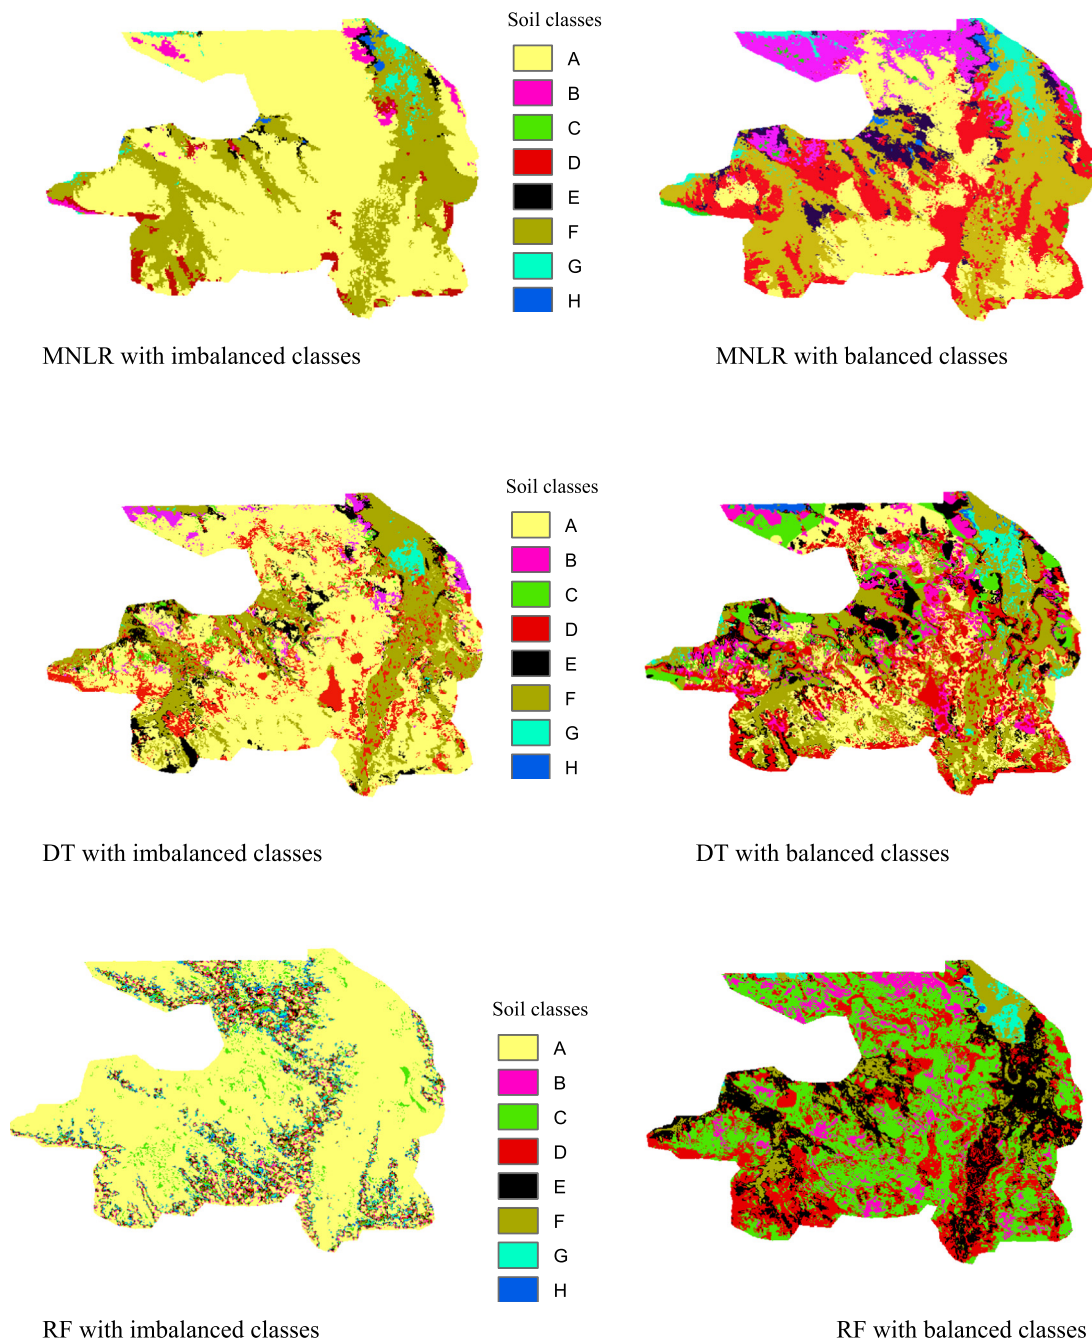 Soil classes
A
B
C
D
E
F
G
H
MNLR with imbalanced classes
MNLR with balanced classes
Soil classes
A
B
C
D
E
F
G
H
DT with imbalanced classes
DT with balanced classes
Soil classes
A
B
C
D
E
F
G
H
RF with imbalanced classes
RF with balanced classes